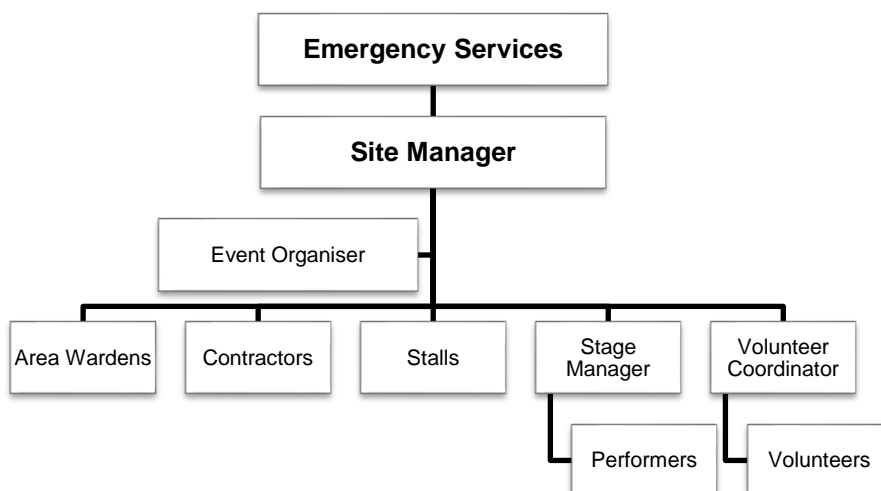 Emergency Services
Site Manager
Event Organiser
Area Wardens
Contractors
Stalls
Stage
Manager
Volunteer
Coordinator
Performers
Volunteers